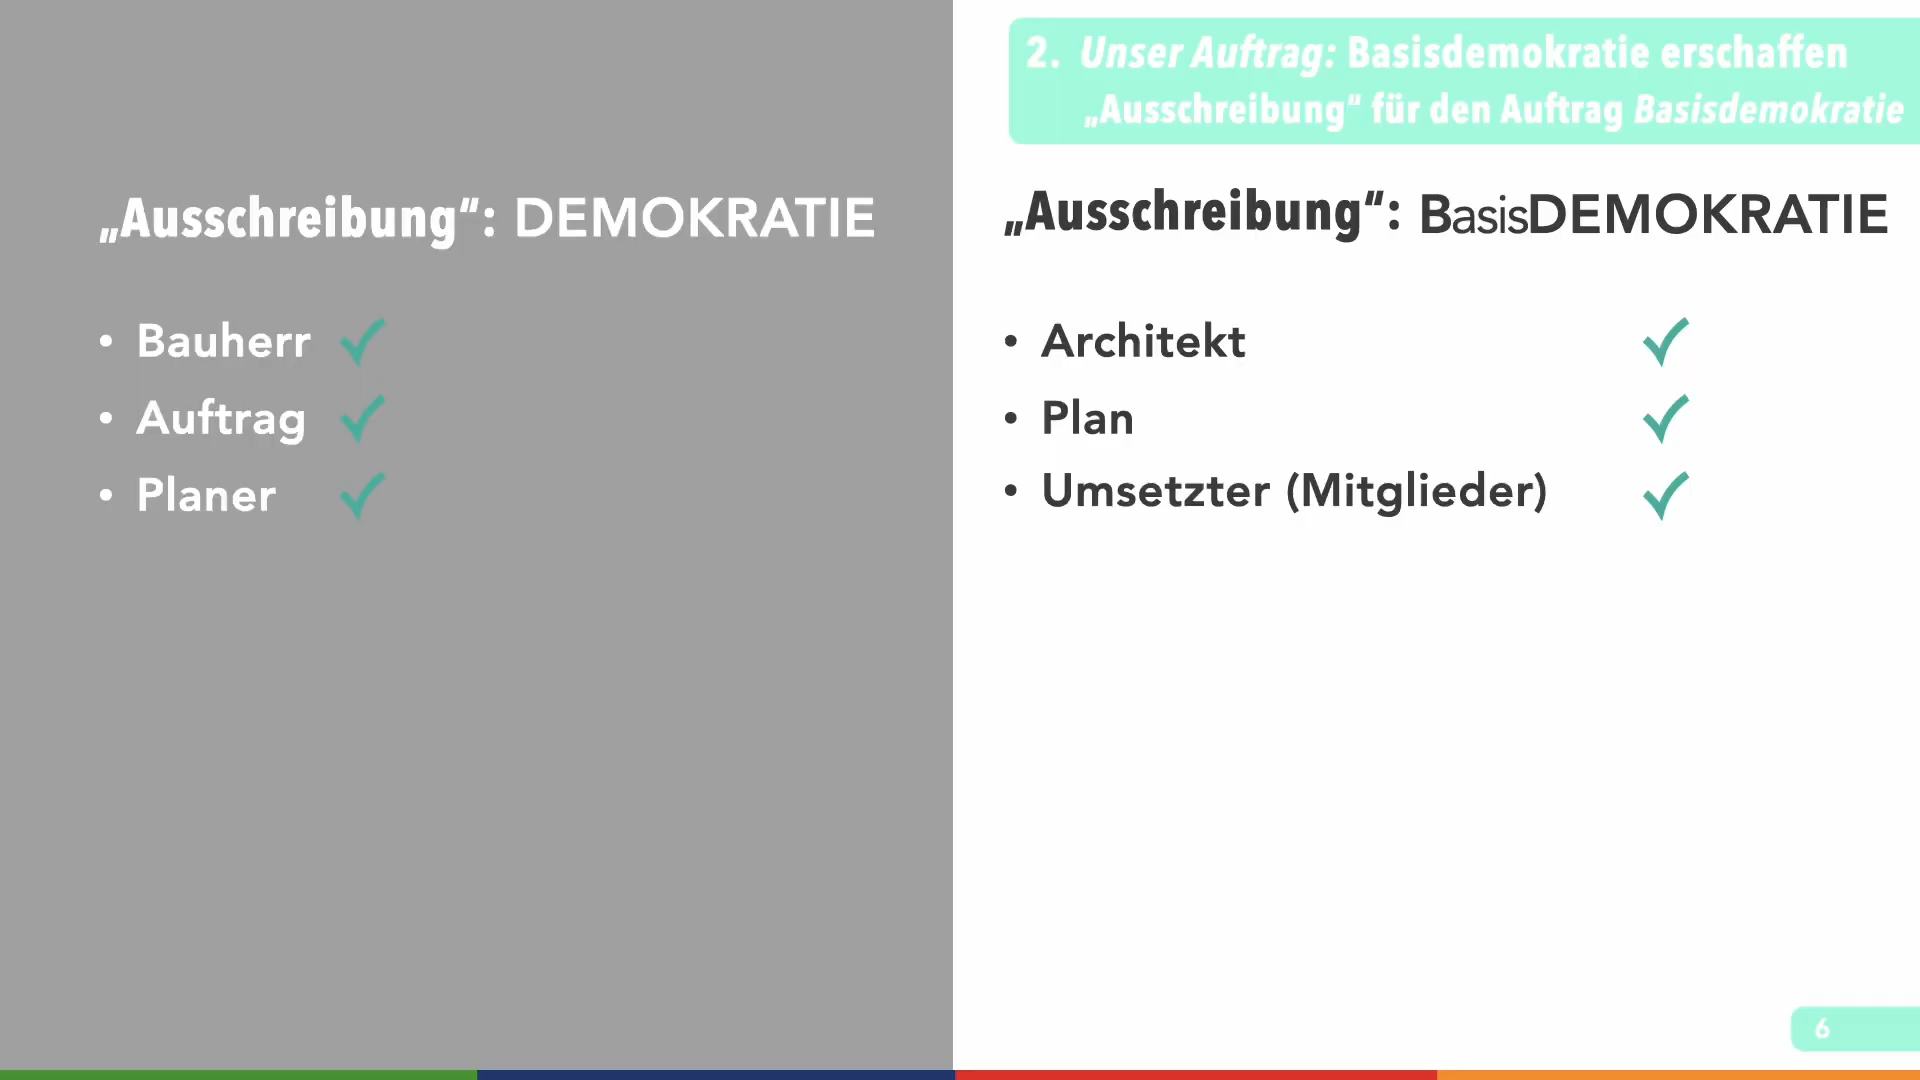 2. Unser Auftrag: Basisdemokratie erschaffen
„Ausschreibung“ für den Auftrag Basisdemokratie
„Ausschreibung“: DEMOKRATIE
• Bauherr
• Auftrag
• Planer
„Ausschreibung“: BasisDEMOKRATIE
• Architekt
• Plan
• Umsetzter (Mitglieder)
6